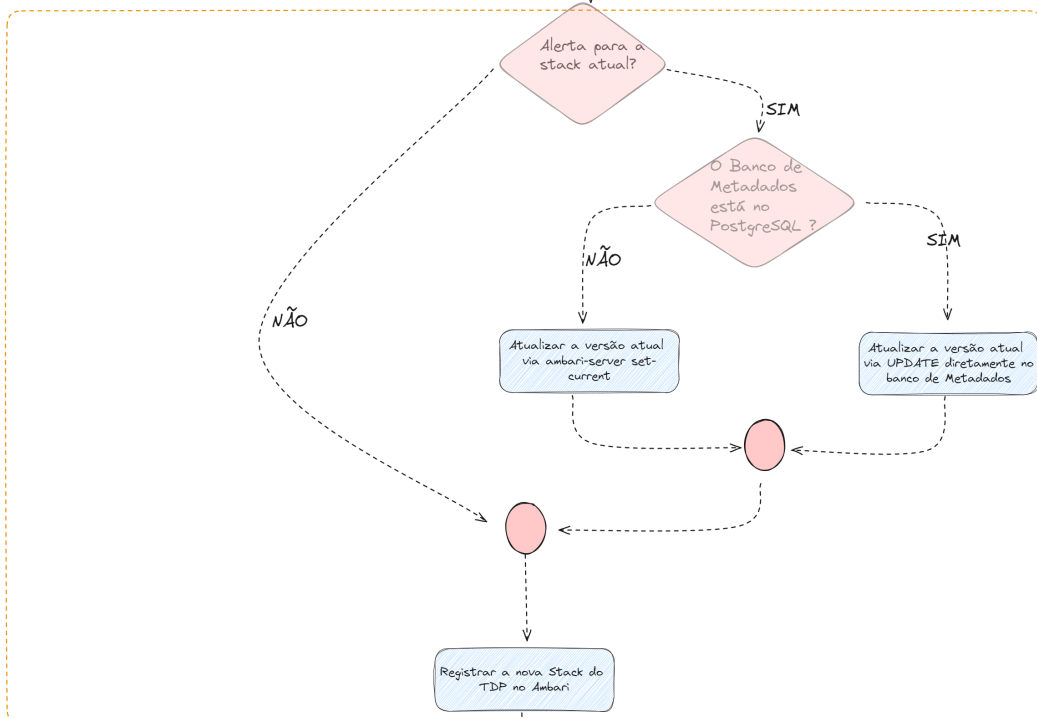 Alerta para a
stack atual?
SIM
O Banco de
Metadados
está no
PostgreSQL ?
NÃO
SIM
NÃO
Atualizar a versão atual
via ambari-server set-
current
Atualizar a versão atual
via UPDATE diretamente no
banco de Metadados
Registrar a nova Stack do
TDP no Ambari